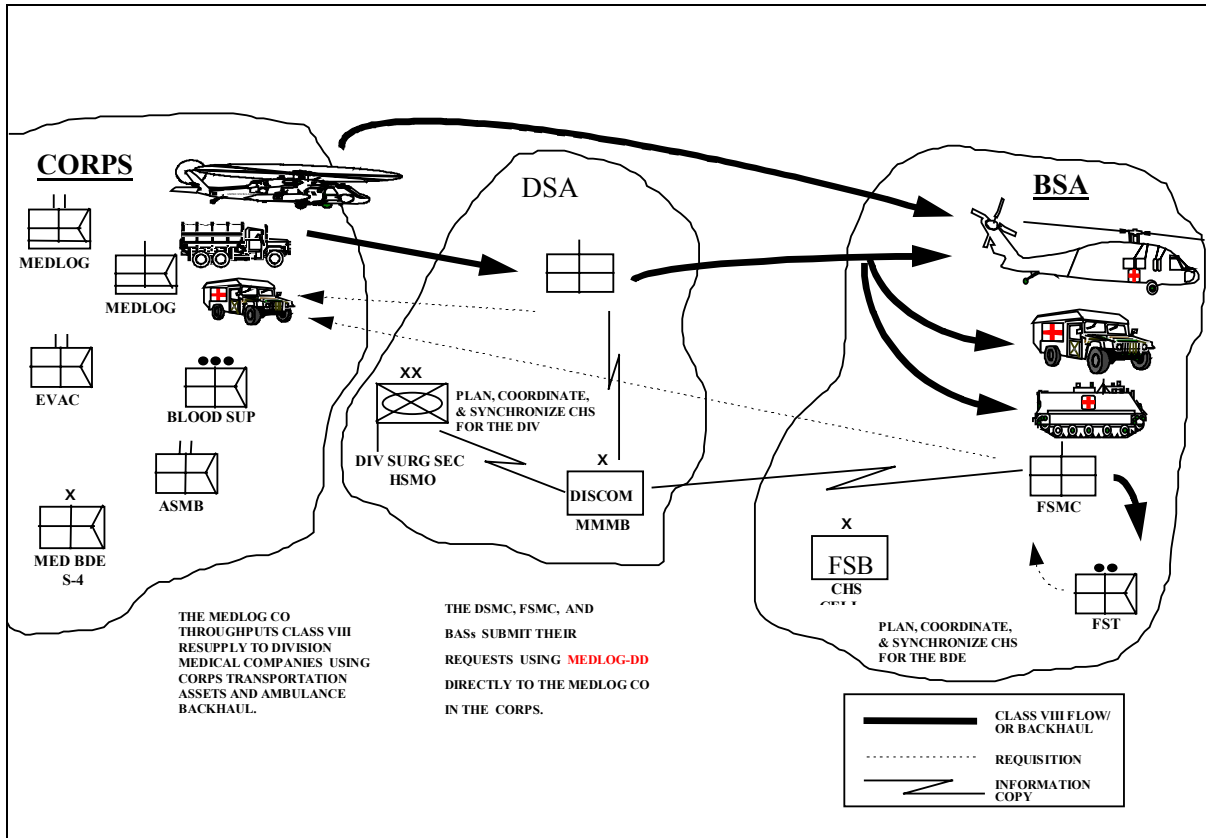 CORPS
MEDLOG
MEDLOG
EVAC
BLOOD SUP
ASMB
X
MED BDE
S-4
DSA
XX
PLAN, COORDINATE,
& SYNCHRONIZE CHS
FOR THE DIV
DIV SURG SEC
HSMO
X
DISCOM
MMMB
BSA
FSMC
X
FSB
CHS
FST
PLAN, COORDINATE,
& SYNCHRONIZE CHS
FOR THE BDE
THE MEDLOG CO
THROUGHPUTS CLASS VIII
RESUPPLY TO DIVISION
MEDICAL COMPANIES USING
CORPS TRANSPORTATION
ASSETS AND AMBULANCE
BACKHAUL.
THE DSMC, FSMC, AND
BASs SUBMIT THEIR
REQUESTS USING MEDLOG-DD
DIRECTLY TO THE MEDLOG CO
IN THE CORPS.
CLASS VIII FLOW/
OR BACKHAUL
REQUISITION
INFORMATION
COPY